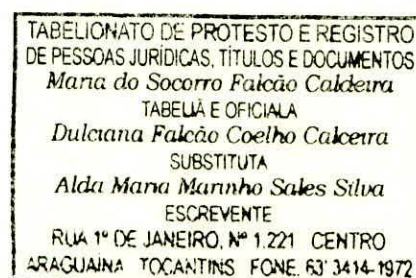 TABELIONATO DE PROTESTO E REGISTRO
DE PESSOAS JURÍDICAS, TÍTULOS E DOCUMENTOS
Maria do Socorro Falcão Caldeira
TABELIÃ E OFICIALA
Dulciana Falcão Coelho Calceira
SUBSTITUTA
Alda Maria Marinho Sales Silva
ESCREVENTE
RUA 1º DE JANEIRO, Nº 1.221 CENTRO
ARAGUAINA TOCANTINS FONE. 63' 3414-1972